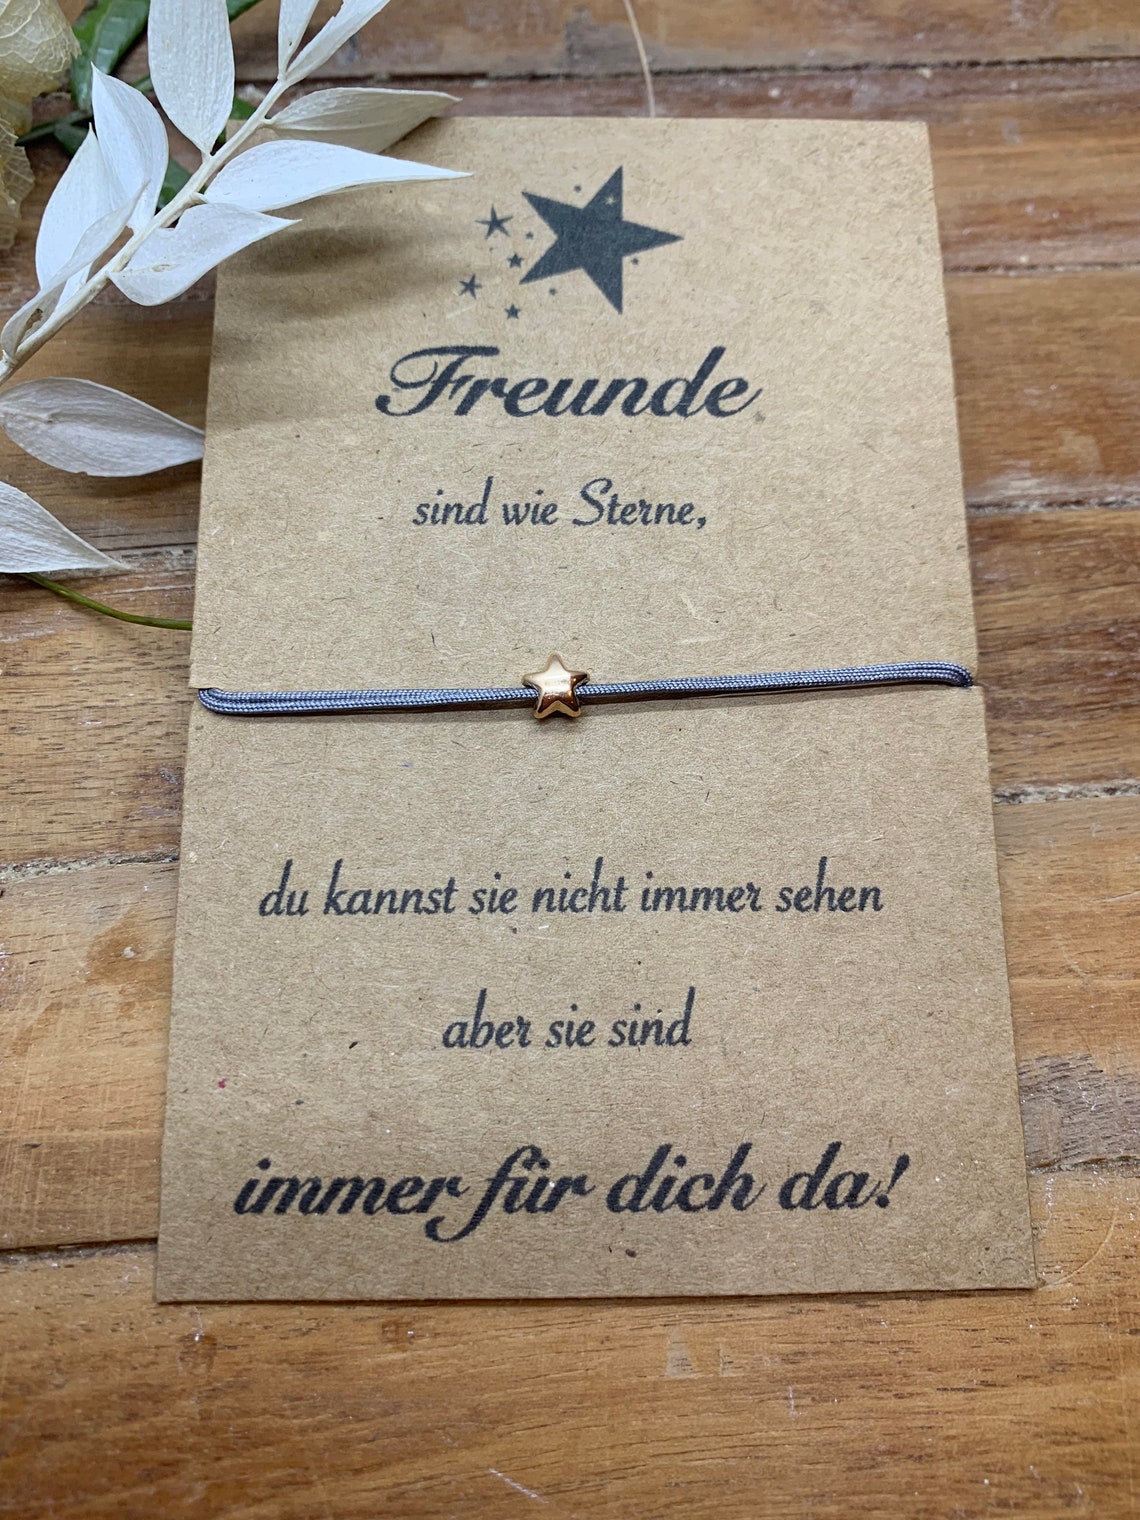 Freunde
sind wie Sterne,
du kannst sie nicht immer sehen
aber sie sind
immer für dich da!